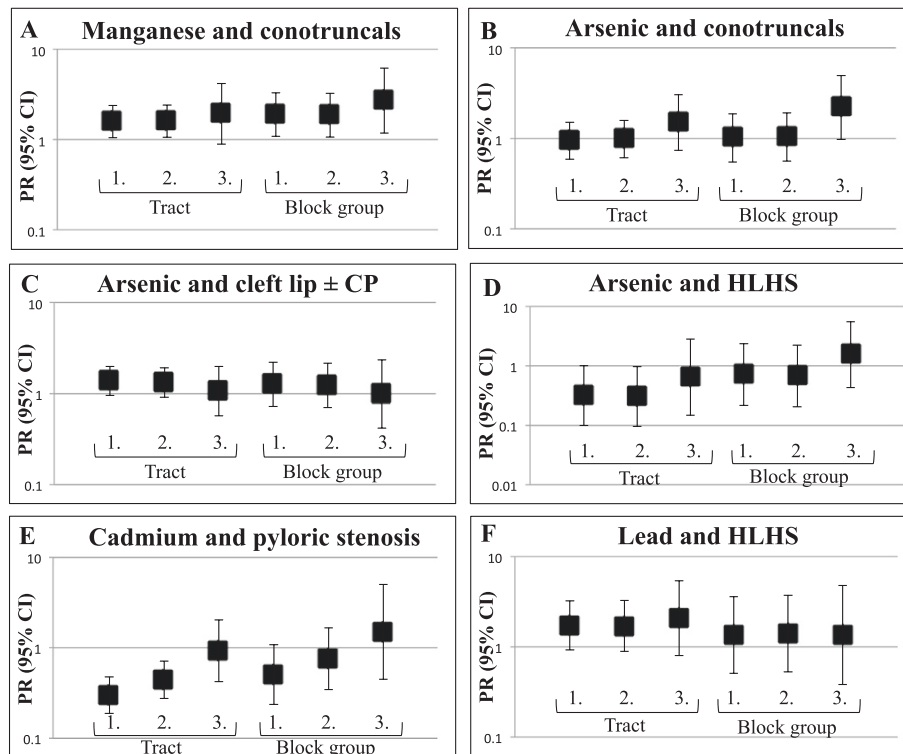 A Manganese and conotruncals
PR (95% CI)
10
1
0.1
1. 2. 3. 1. 2. 3.
Tract Block group
B Arsenic and conotruncals
PR (95% CI)
10
1
0.1
1. 2. 3. 1. 2. 3.
Tract Block group
C Arsenic and cleft lip ± CP
PR (95% CI)
10
1
0.1
1. 2. 3. 1. 2. 3.
Tract Block group
D Arsenic and HLHS
PR (95% CI)
10
1
0.1
0.01
1. 2. 3. 1. 2. 3.
Tract Block group
E Cadmium and pyloric stenosis
PR (95% CI)
10
1
0.1
1. 2. 3. 1. 2. 3.
Tract Block group
F Lead and HLHS
PR (95% CI)
10
1
0.1
1. 2. 3. 1. 2. 3.
Tract Block group